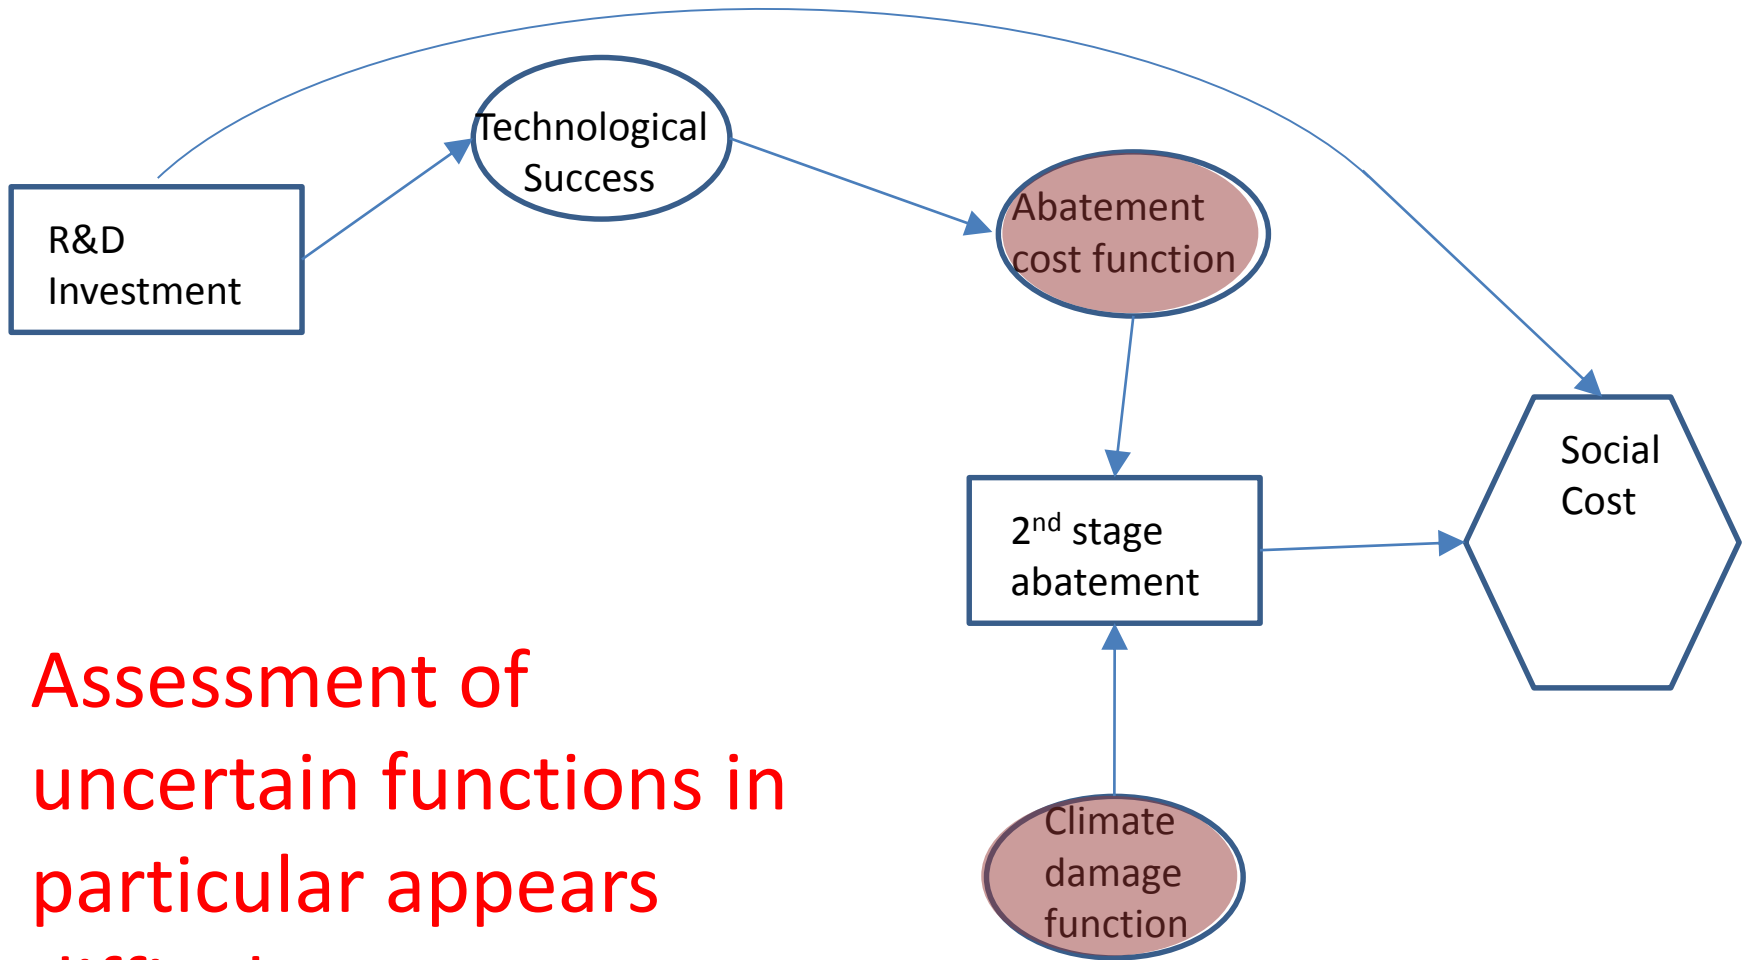 Technological
Success
R&D
Investment
Abatement
cost function
Social
Cost
2nd stage
abatement
Assessment of
uncertain functions in
particular appears
Climate
damage
function